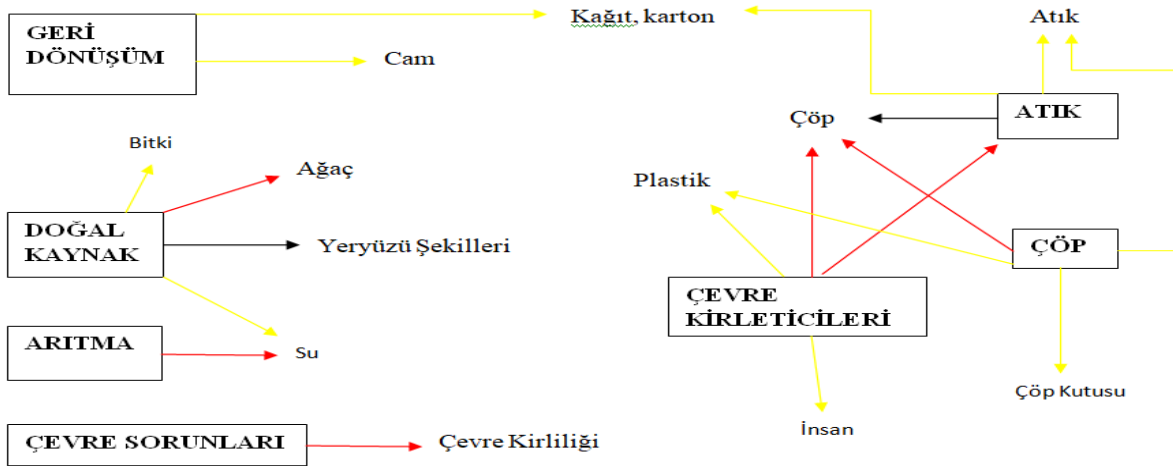 GERİ
DÖNÜŞÜM
Kağıt, karton
Cam
Atık
ATIK
Çöp
Bitki
Ağaç
Plastik
DOĞAL
KAYNAK
Yeryüzü Şekilleri
ÇÖP
ÇEVRE
KİRLETİCİLERİ
ARITMA
Su
Çöp Kutusu
İnsan
ÇEVRE SORUNLARI
Çevre Kirliliği